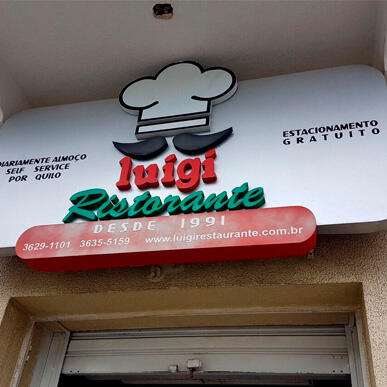 DIARIAMENTE ALMOÇO
SELF SERVICE
POR QUILO
ESTACIONAMENTO
GRATUITO
luigi
Ristorante
DESDE 1991
3629-1101 3635-5159 www.luigirestaurante.com.br